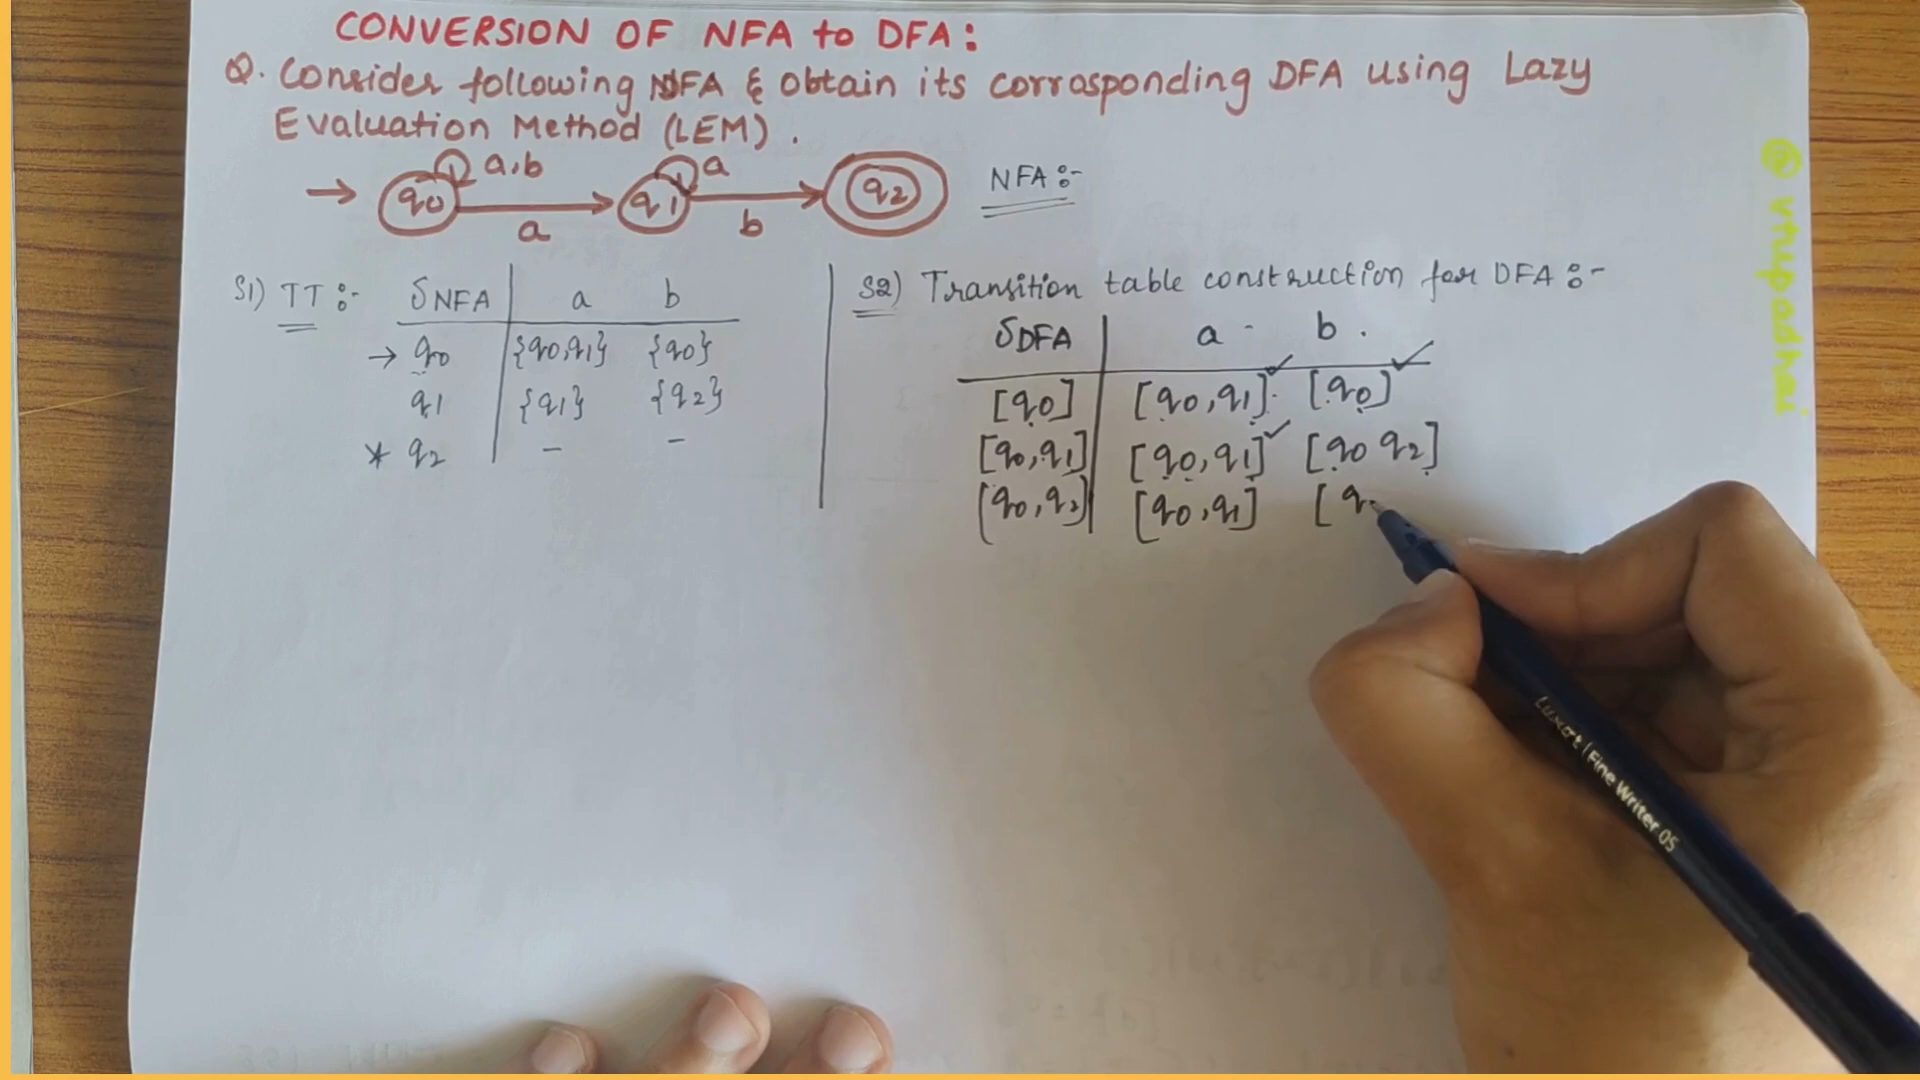 CONVERSION OF NFA to DFA:
Q. Consider following NFA & obtain its corrosponding DFA using Lazy
Evaluation Method (LEM).
q0 a,b a q1 a b q2
NFA:-
S1) TT:-
δNFA a b
→ q0 {q0,q1} {q0}
q1 {q1} {q2}
* q2 - -
S2) Transition table construction for DFA:-
δDFA a b
[q0] [q0,q1] ✓ [q0] ✓
[q0,q1] [q0,q1] ✓ [q0 q2]
[q0,q2] [q0,q1] [q
@vtupadhai
Luxor | Fine Writer 05